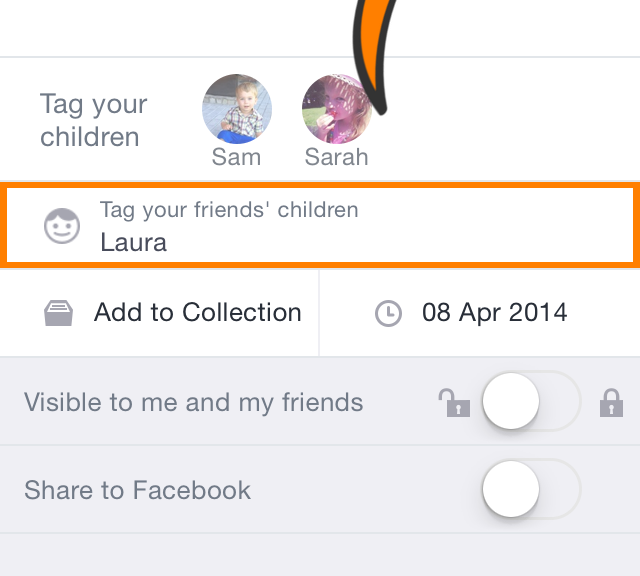 Tag your
children
Sam
Sarah
Tag your friends' children
Laura
Add to Collection
08 Apr 2014
Visible to me and my friends
Share to Facebook